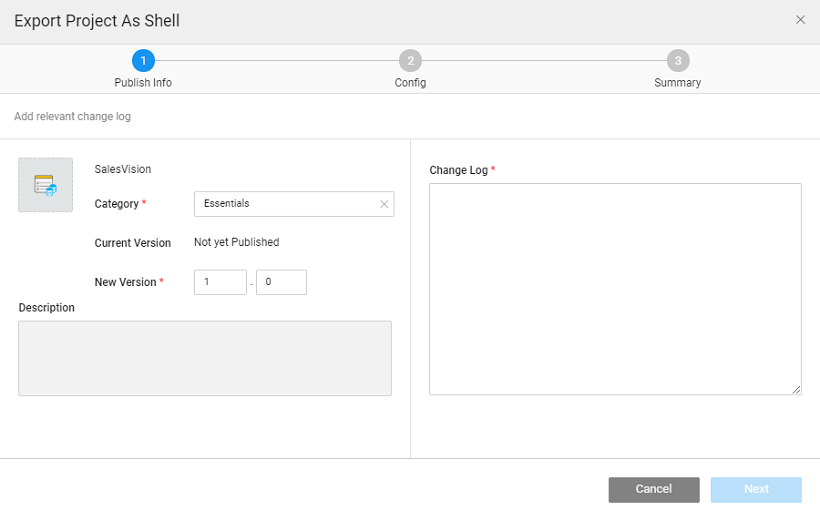 Export Project As Shell
1
2
3
Publish Info
Config
Summary
Add relevant change log
SalesVision
Category *
Essentials
Current Version
Not yet Published
New Version *
1 . 0
Description
Change Log *
Cancel
Next